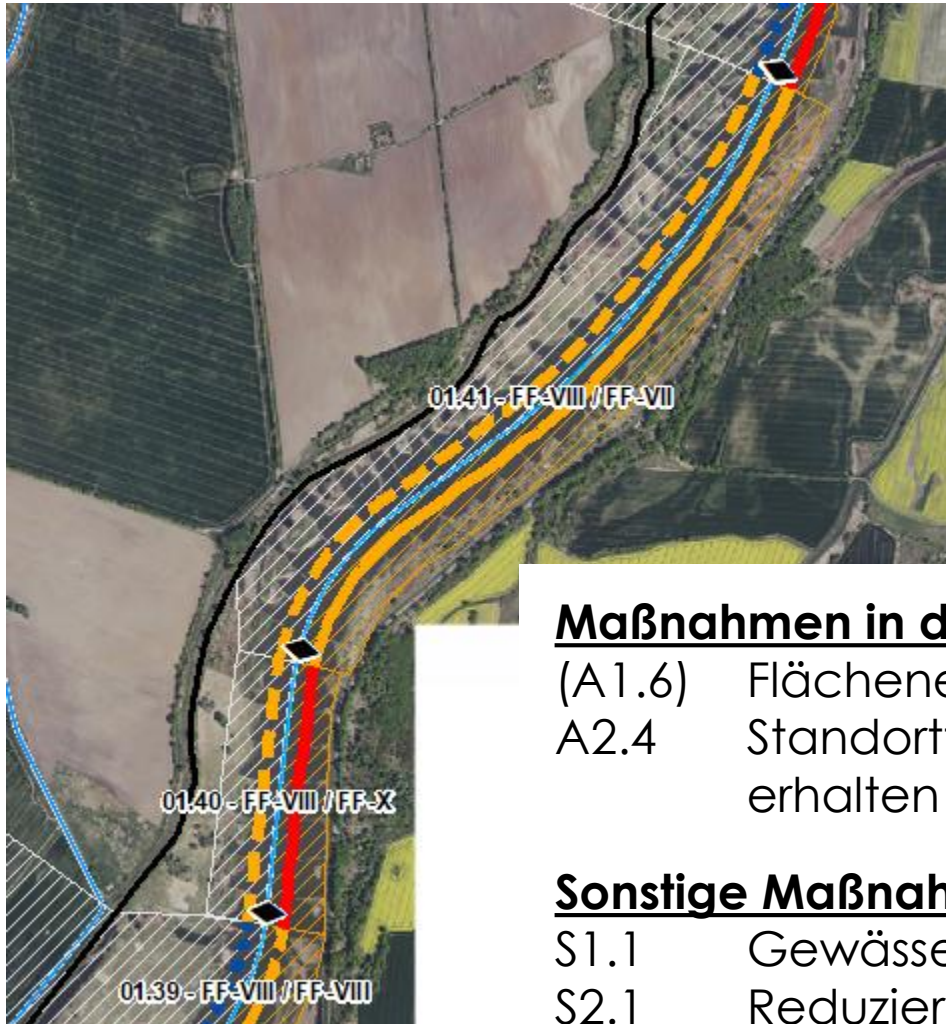 01.41 - FF-VIII / FF-VII
01.40 - FF-VIII / FF-X
01.39 - FF-VIII / FF-VIII
Maßnahmen in d
(A1.6) Flächene
A2.4 Standort
erhalten
Sonstige Maßnah
S1.1 Gewässe
S2.1 Reduzier